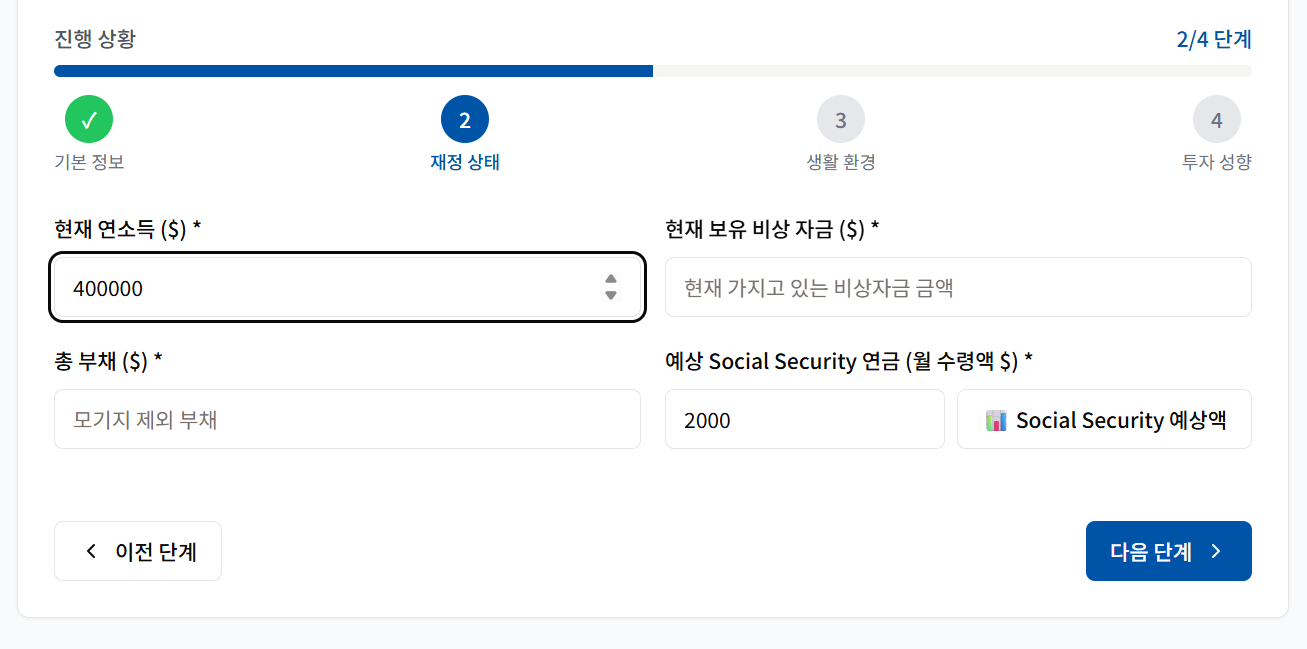 진행 상황
2/4 단계
✓
2
3
4
기본 정보
재정 상태
생활 환경
투자 성향
현재 연소득 ($) *
현재 보유 비상 자금 ($) *
400000
현재 가지고 있는 비상자금 금액
총 부채 ($) *
예상 Social Security 연금 (월 수령액 $) *
모기지 제외 부채
2000
Social Security 예상액
이전 단계
다음 단계